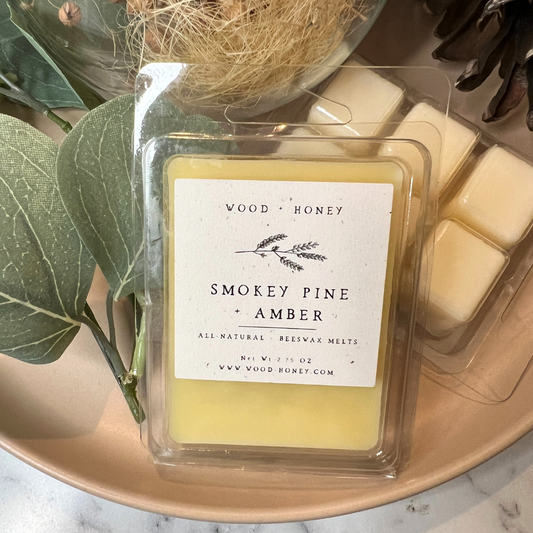 WOOD + HONEY
SMOKEY PINE
+ AMBER
ALL-NATURAL · BEESWAX MELTS
Net Wt 2.75 OZ
WWW.WOOD-HONEY.COM